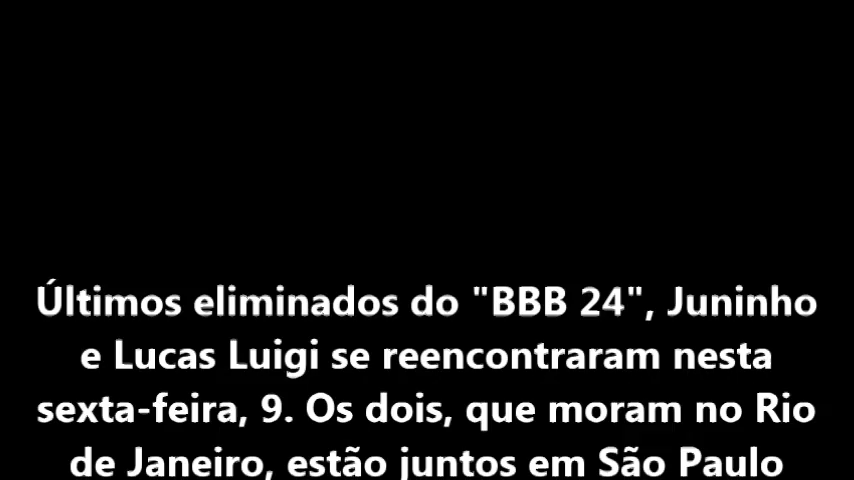 Últimos eliminados do "BBB 24", Juninho
e Lucas Luigi se reencontraram nesta
sexta-feira, 9. Os dois, que moram no Rio
de Janeiro, estão juntos em São Paulo